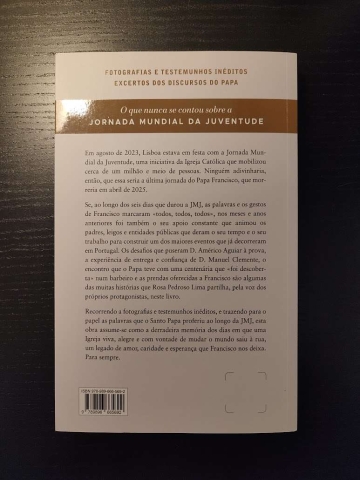 FOTOGRAFIAS E TESTEMUNHOS INÉDITOS
EXCERTOS DOS DISCURSOS DO PAPA
O que nunca se contou sobre a
JORNADA MUNDIAL DA JUVENTUDE
Em agosto de 2023, Lisboa estava em festa com a Jornada Mun-
dial da Juventude, uma iniciativa da Igreja Católica que mobilizou
cerca de um milhão e meio de pessoas. Ninguém adivinharia,
então, que essa seria a última jornada do Papa Francisco, que mor-
reria em abril de 2025.
Se, ao longo dos seis dias que durou a JMJ, as palavras e os gestos
de Francisco marcaram «todos, todos, todos», nos meses e anos
anteriores foi também o seu apoio constante que animou os
padres, leigos e entidades públicas que deram o seu tempo e o seu
trabalho para construir um dos maiores eventos que já decorreram
em Portugal. Os desafios que puseram D. Américo Aguiar à prova,
a experiência de entrega e confiança de D. Manuel Clemente, o
encontro que o Papa teve com uma centenária que «foi descober-
ta» num barbeiro e as prendas oferecidas a Francisco são algumas
das muitas histórias que Rosa Pedroso Lima partilha, pela voz dos
próprios protagonistas, neste livro.
Recorrendo a fotografias e testemunhos inéditos, e trazendo para o
papel as palavras que o Santo Papa proferiu ao longo da JMJ, esta
obra assume-se como a derradeira memória dos dias em que uma
Igreja viva, alegre e com vontade de mudar o mundo saiu à rua,
um legado de amor, caridade e esperança que Francisco nos deixa.
Para sempre.